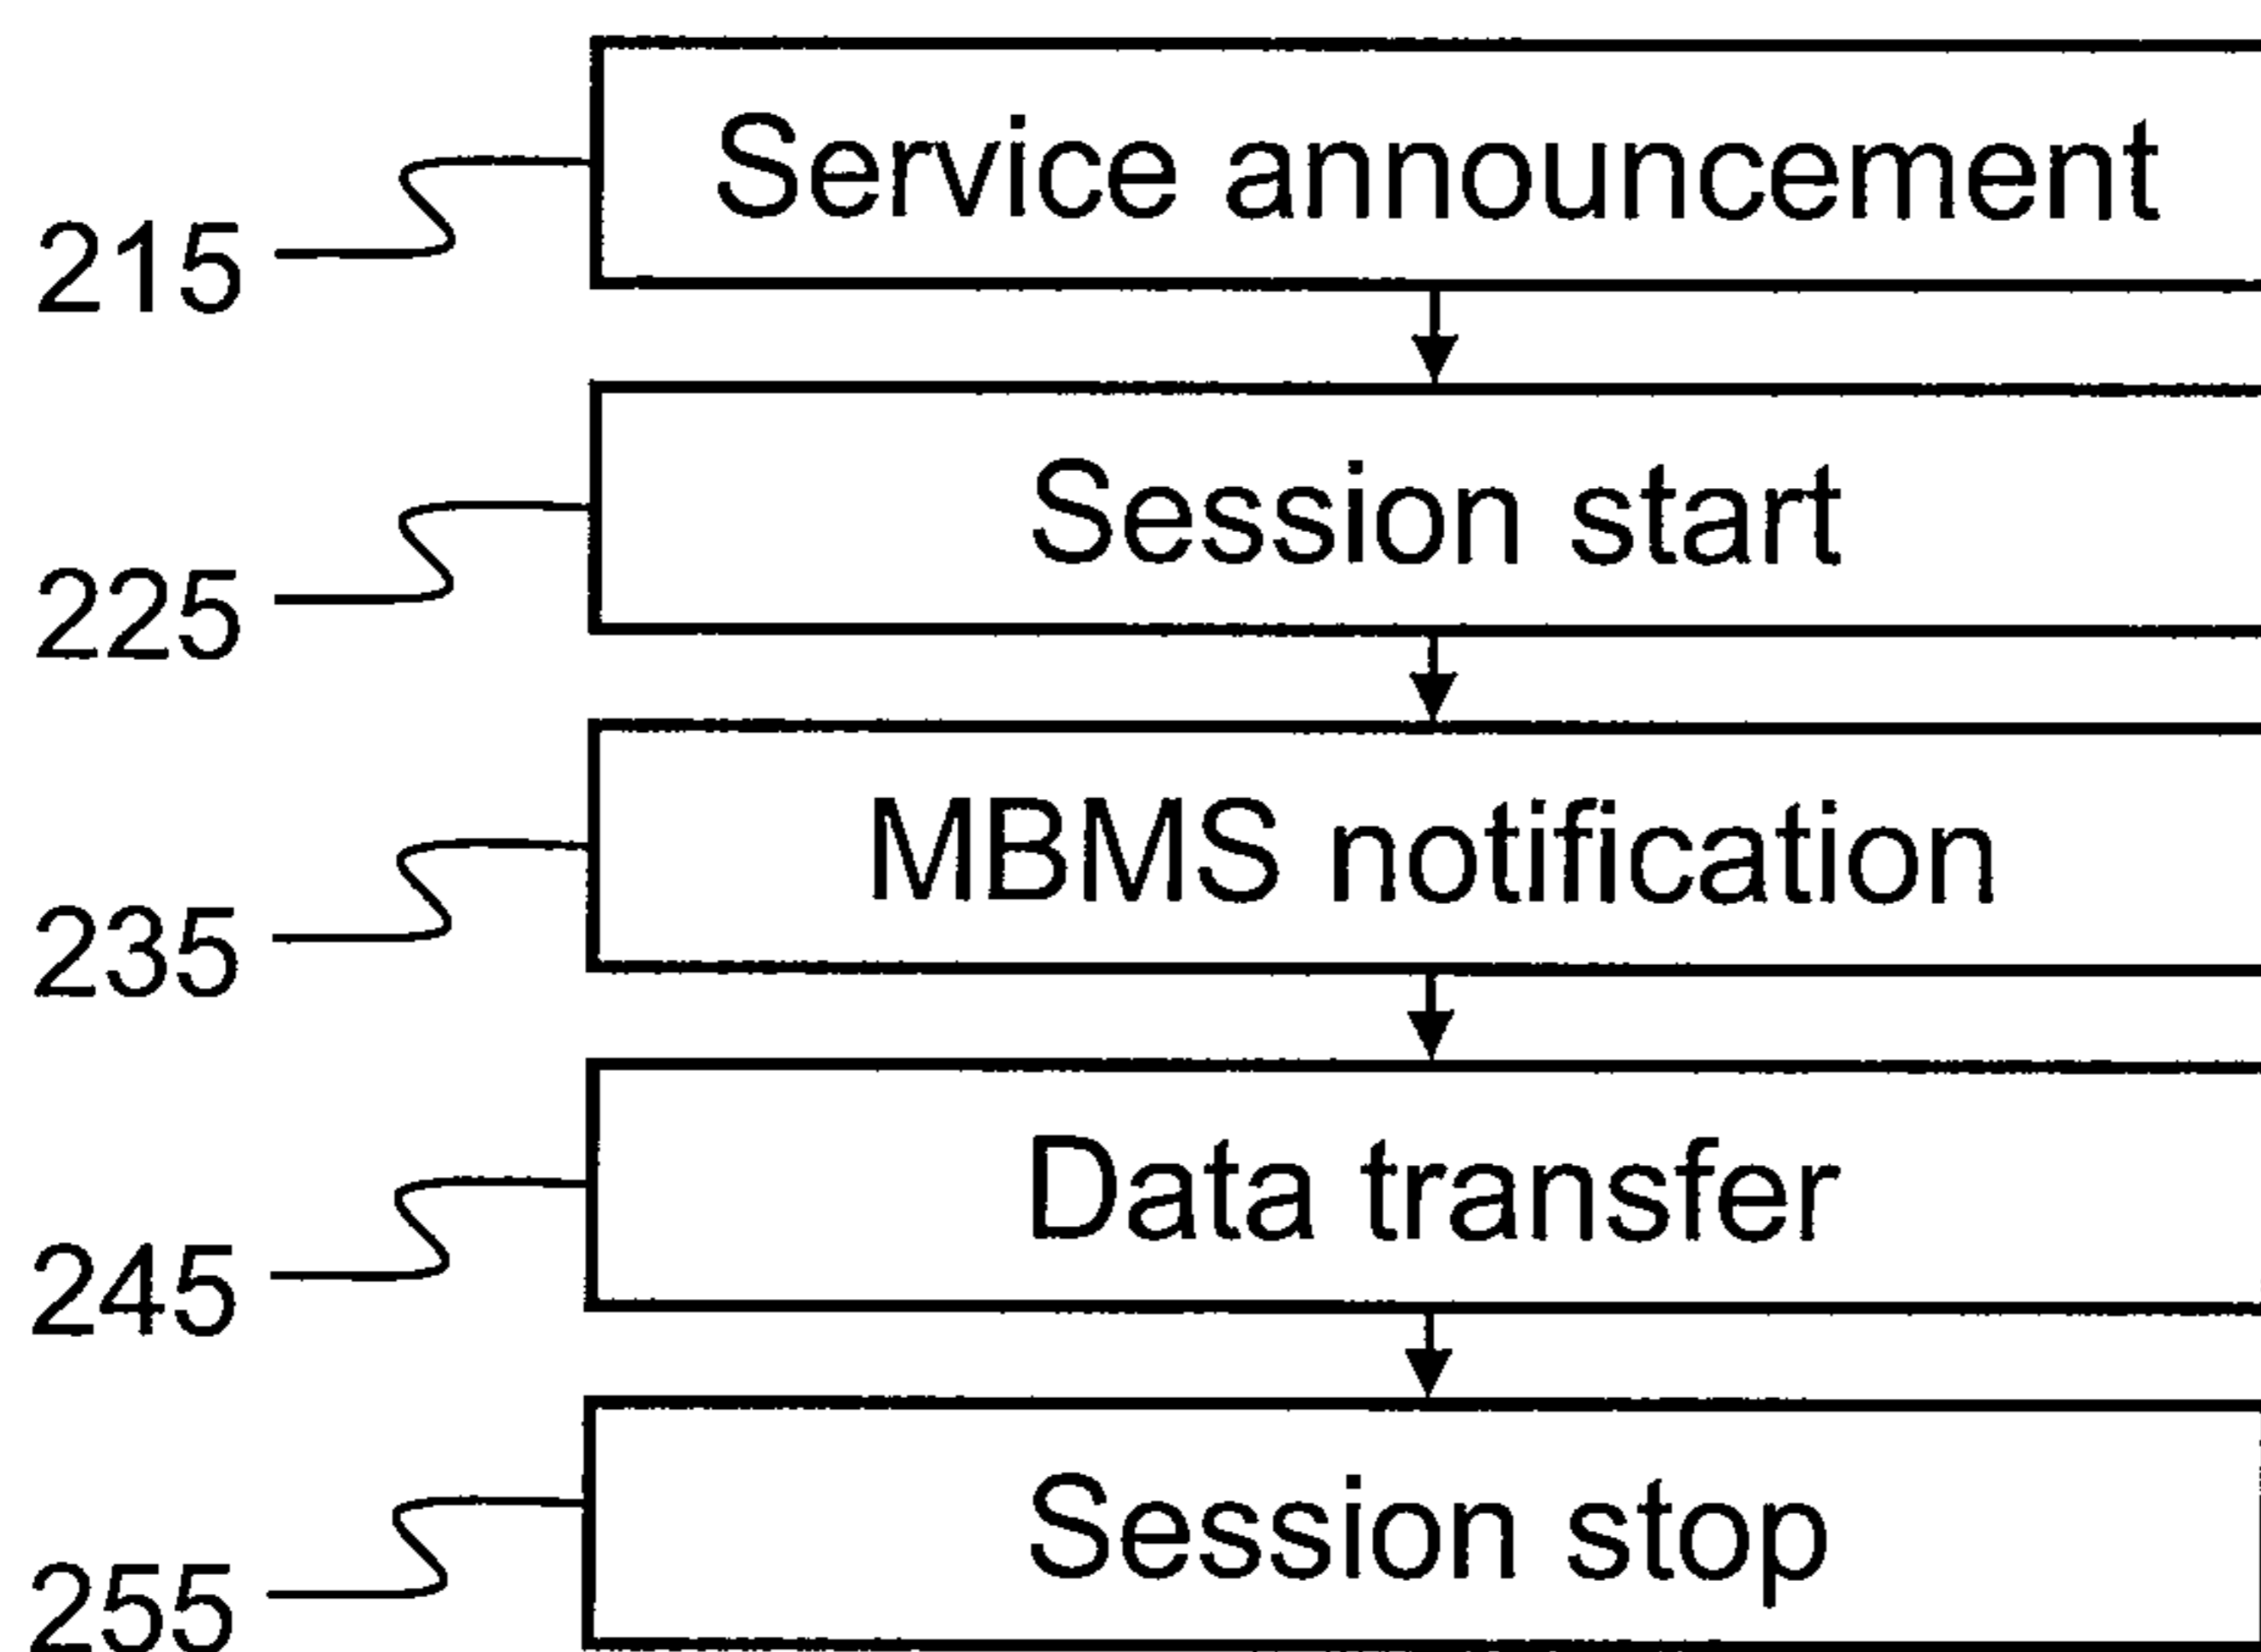 Service announcement
215
Session start
225
MBMS notification
235
Data transfer
245
Session stop
255